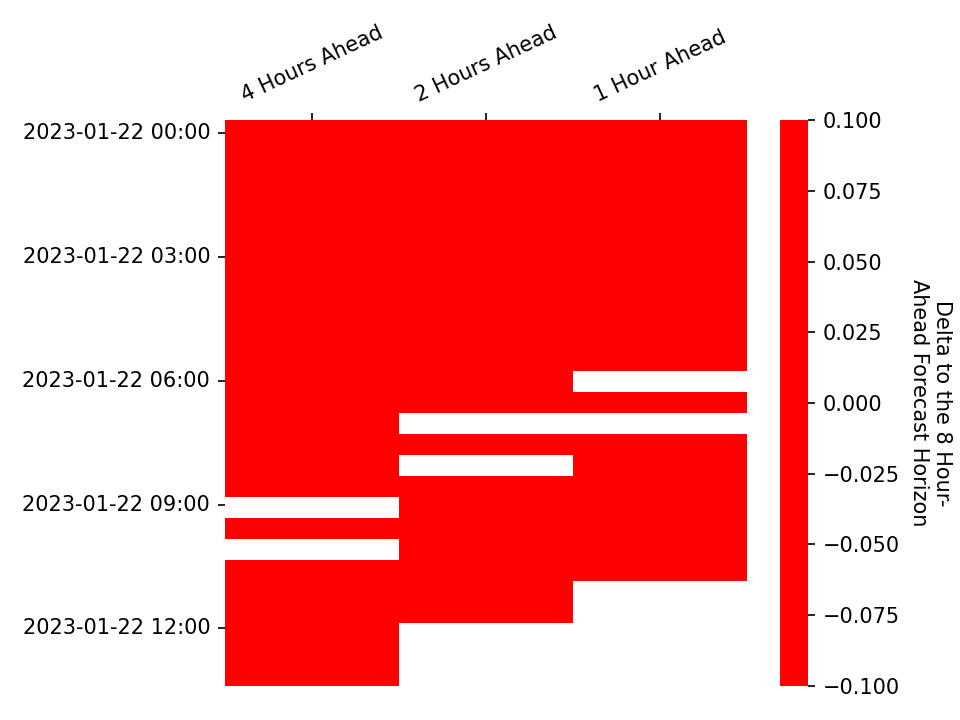 4 Hours Ahead
2 Hours Ahead
1 Hour Ahead
2023-01-22 00:00
2023-01-22 03:00
2023-01-22 06:00
2023-01-22 09:00
2023-01-22 12:00
0.100
0.075
0.050
0.025
0.000
−0.025
−0.050
−0.075
−0.100
Delta to the 8 Hour-
Ahead Forecast Horizon